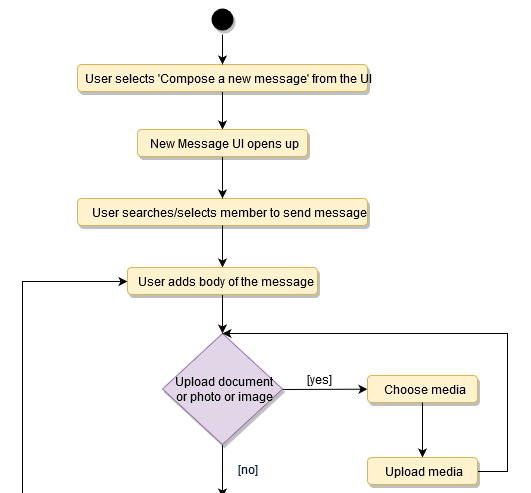 User selects 'Compose a new message' from the UI
New Message UI opens up
User searches/selects member to send message
User adds body of the message
Upload document
or photo or image
[yes]
Choose media
Upload media
[no]